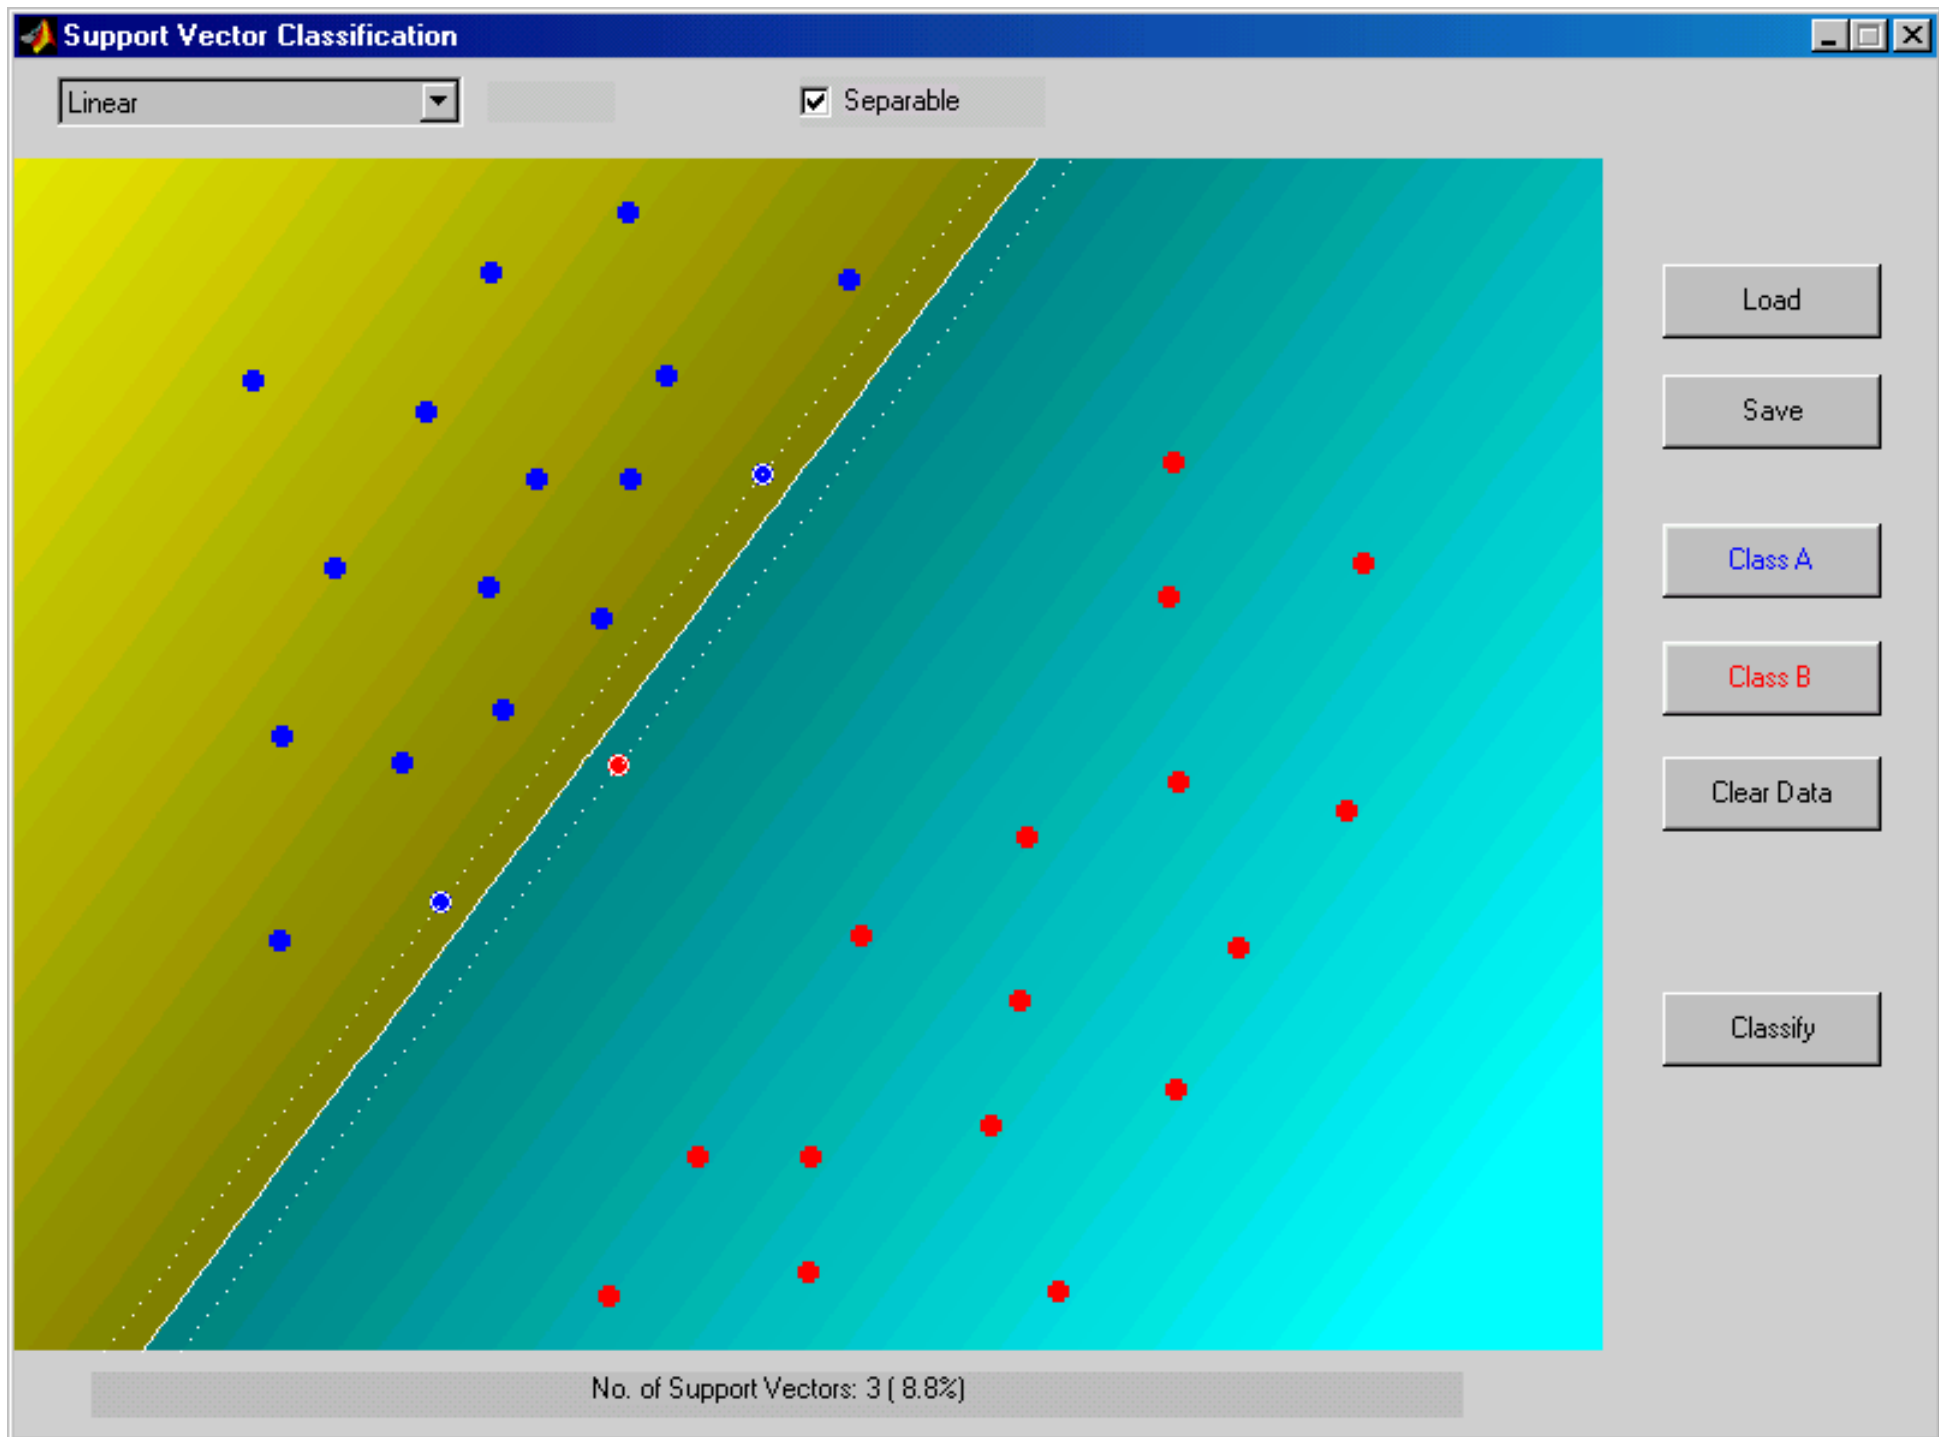 Support Vector Classification
Linear
Separable
Load
Save
Class A
Class B
Clear Data
Classify
No. of Support Vectors: 3 ( 8.8%)